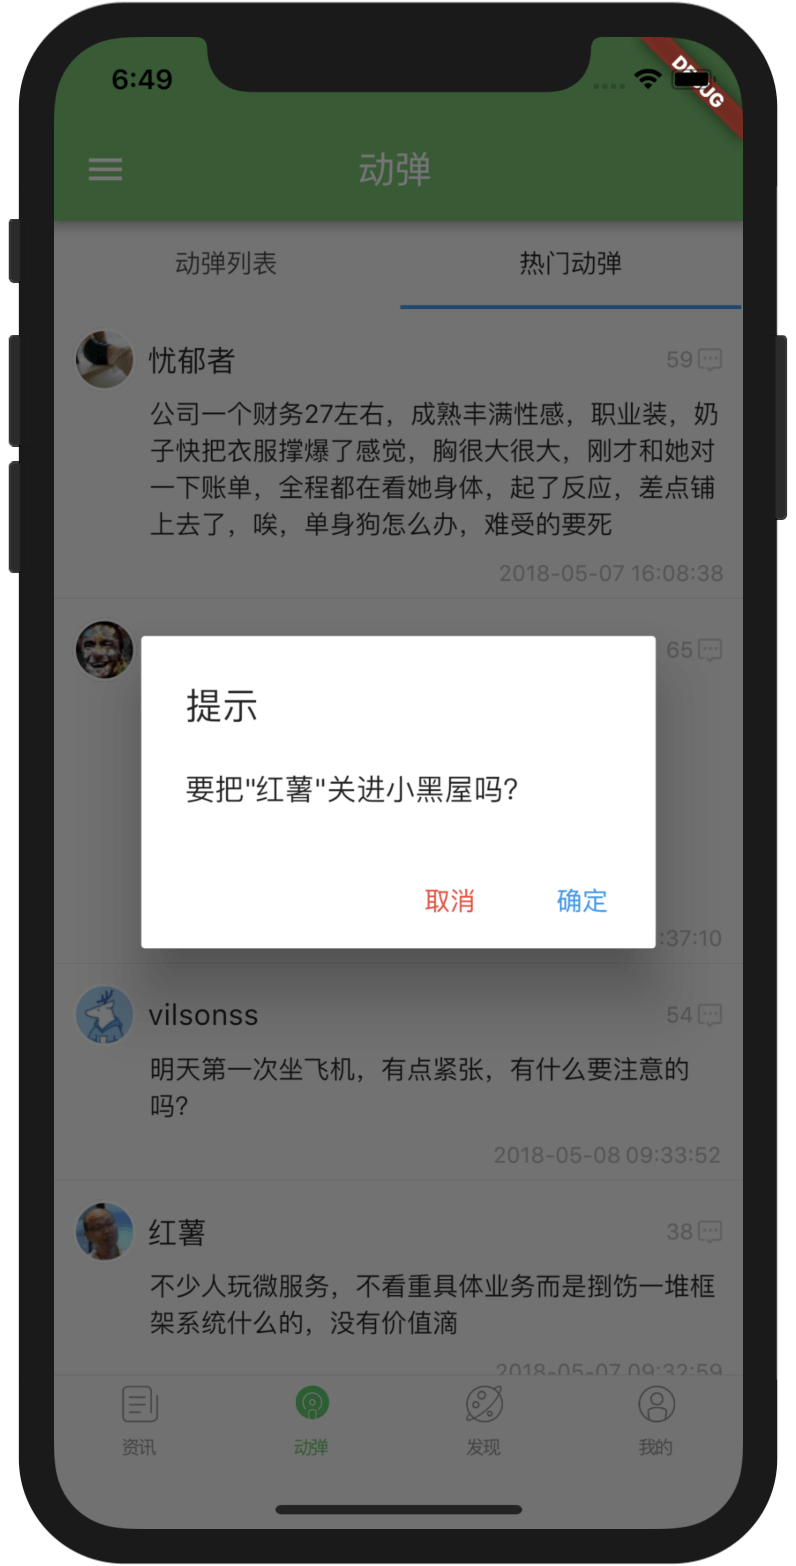 6:49
DEBUG
动弹
动弹列表
热门动弹
忧郁者
59
公司一个财务27左右，成熟丰满性感，职业装，奶
子快把衣服撑爆了感觉，胸很大很大，刚才和她对
一下账单，全程都在看她身体，起了反应，差点铺
上去了，唉，单身狗怎么办，难受的要死
2018-05-07 16:08:38
65
提示
要把"红薯"关进小黑屋吗?
取消
确定
:37:10
vilsonss
54
明天第一次坐飞机，有点紧张，有什么要注意的
吗?
2018-05-08 09:33:52
红薯
38
不少人玩微服务，不看重具体业务而是捯饬一堆框
架系统什么的，没有价值滴
2018-05-07 09:32:59
资讯
动弹
发现
我的